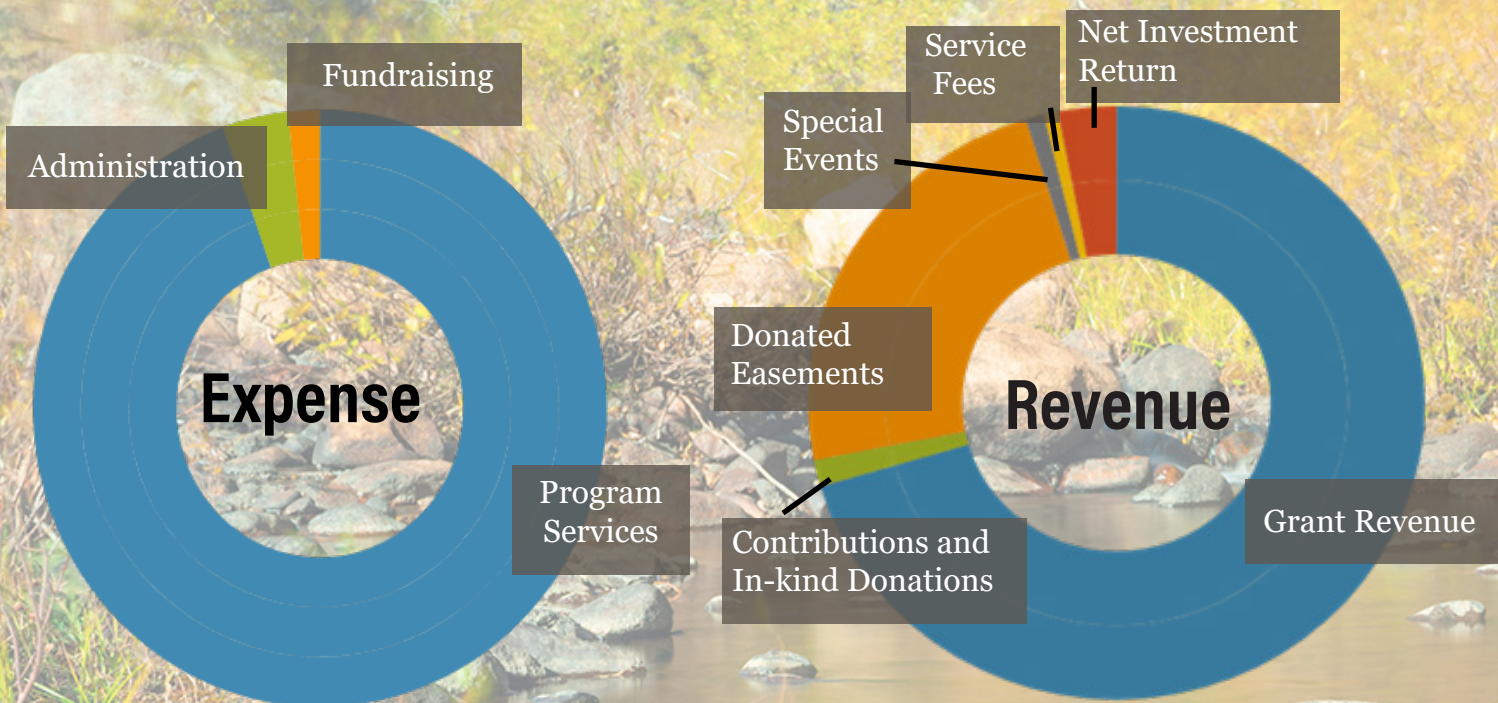 Fundraising
Administration
Expense
Program
Services
Service
Fees
Net Investment
Return
Special
Events
Donated
Easements
Revenue
Contributions and
In-kind Donations
Grant Revenue